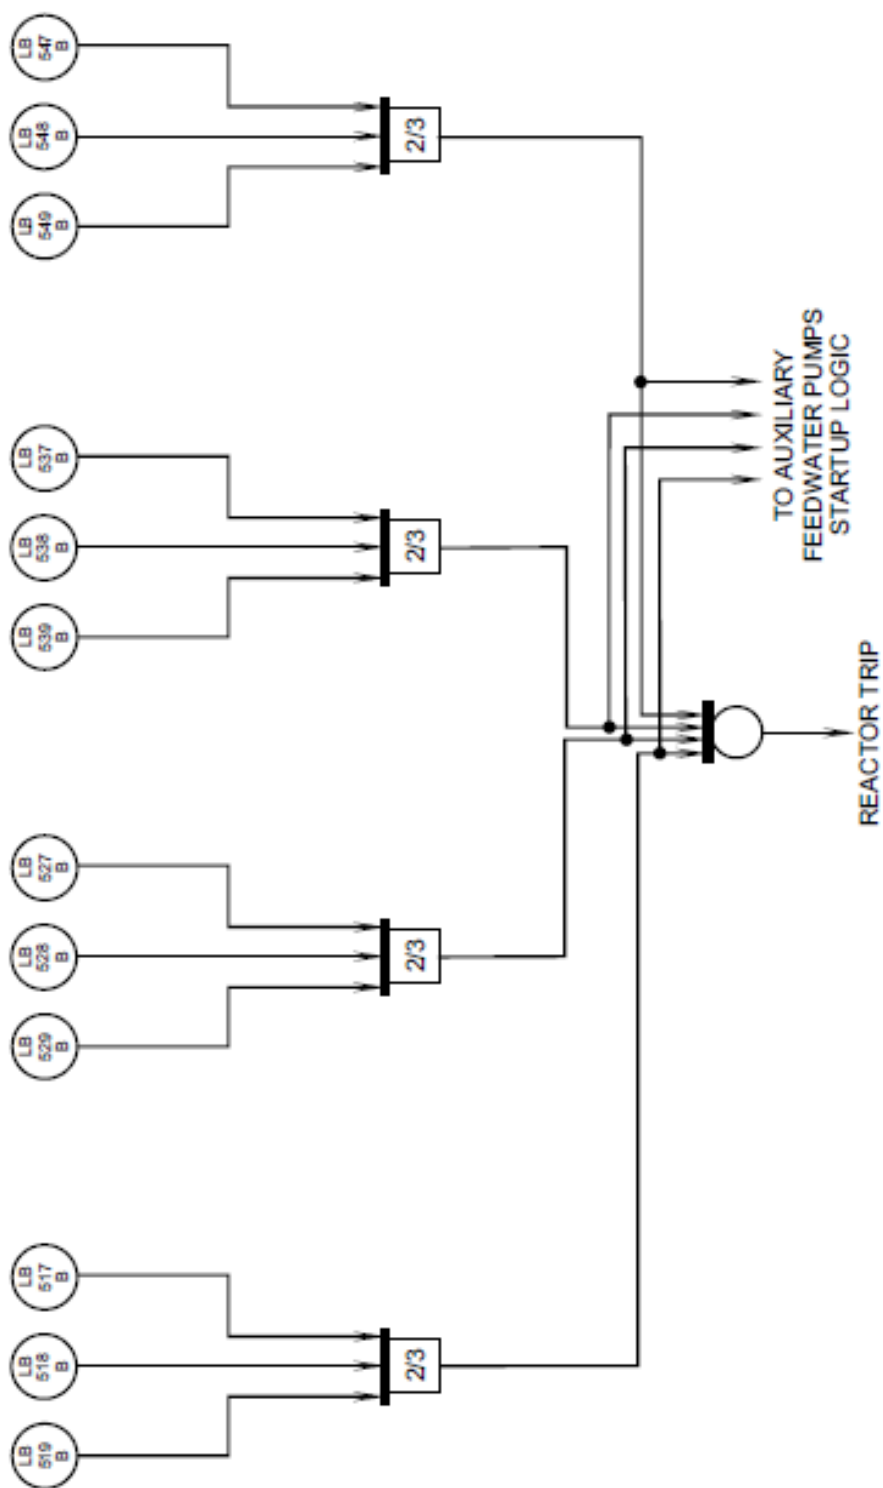 LB
519
B
LB
518
B
LB
517
B
LB
529
B
LB
528
B
LB
527
B
LB
539
B
LB
538
B
LB
537
B
LB
549
B
LB
548
B
LB
547
B
2/3
2/3
2/3
2/3
TO AUXILIARY
FEEDWATER PUMPS
STARTUP LOGIC
REACTOR TRIP